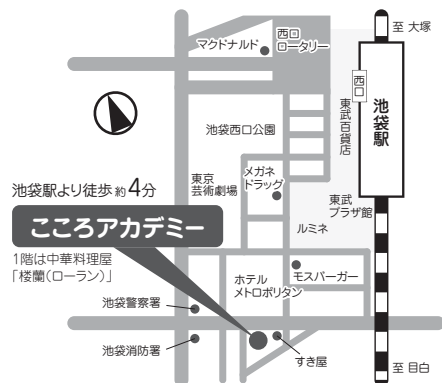 至 大塚
西口
ロータリー
マクドナルド
西口
池袋駅
東武百貨店
池袋西口公園
東京
芸術劇場
メガネ
ドラッグ
東武
プラザ館
ルミネ
池袋駅より徒歩約4分
こころアカデミー
1階は中華料理屋
「楼蘭(ローラン)」
ホテル
メトロポリタン
モスバーガー
池袋警察署
池袋消防署
すき屋
至 目白